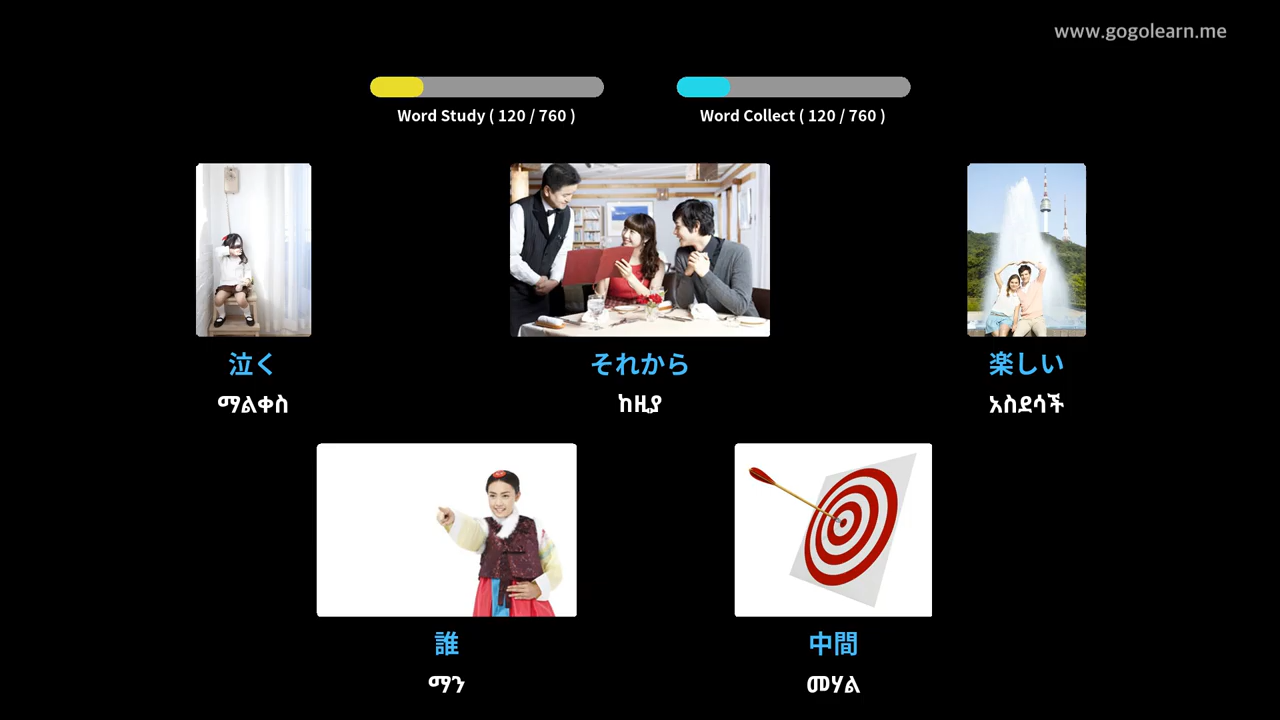 www.gogolearn.me
Word Study ( 120 / 760 )
Word Collect ( 120 / 760 )
泣く
それから
楽しい
ማልቀስ
ከዚያ
አስደሳች
誰
中間
ማን
መሃል